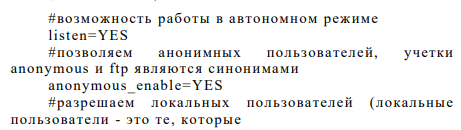 #возможность работы в автономном режиме
listen=YES
#позволяем анонимных пользователей, учетки
anonymous и ftp являются синонимами
anonymous_enable=YES
#разрешаем локальных пользователей (локальные
пользователи - это те, которые